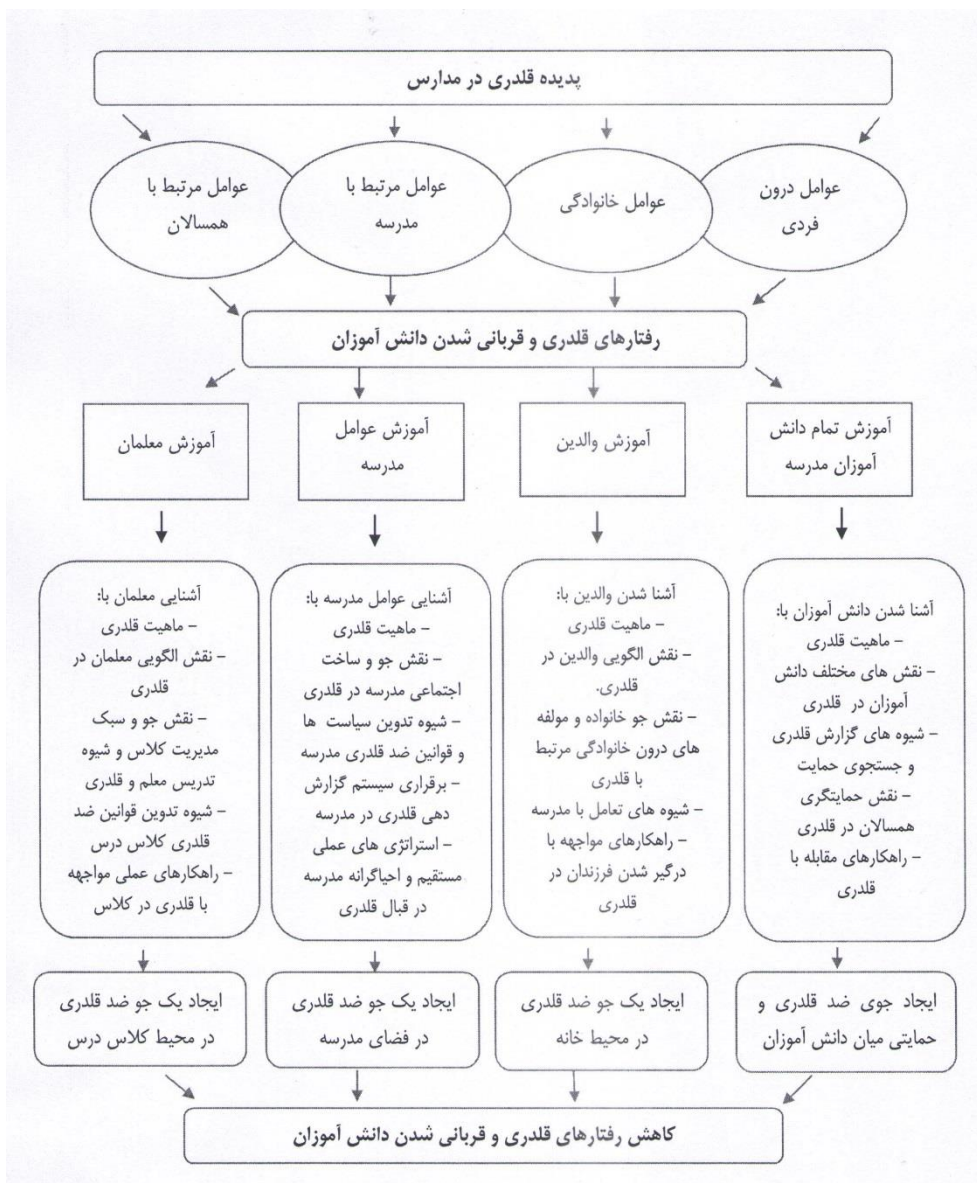 پدیده قلدری در مدارس
عوامل درون
فردی
عوامل خانوادگی
عوامل مرتبط با
مدرسه
عوامل مرتبط با
همسالان
رفتارهای قلدری و قربانی شدن دانش آموزان
آموزش تمام دانش
آموزان مدرسه
آموزش والدین
آموزش عوامل
مدرسه
آموزش معلمان
آشنا شدن دانش آموزان با:
– ماهیت قلدری
– نقش های مختلف دانش
آموزان در قلدری
– شیوه های گزارش قلدری
و جستجوی حمایت
– نقش حمایتگری
همسالان در قلدری
– راهکارهای مقابله با
قلدری
آشنا شدن والدین با:
– ماهیت قلدری
– نقش الگویی والدین در
قلدری.
– نقش جو خانواده و مولفه
های درون خانوادگی مرتبط
با قلدری
– شیوه های تعامل با مدرسه
– راهکارهای مواجهه با
درگیر شدن فرزندان در
قلدری
آشنایی عوامل مدرسه با:
– ماهیت قلدری
– نقش جو و ساخت
اجتماعی مدرسه در قلدری
– شیوه تدوین سیاست ها
و قوانین ضد قلدری مدرسه
– برقراری سیستم گزارش
دهی قلدری در مدرسه
– استراتژی های عملی
مستقیم و احیاگرانه مدرسه
در قبال قلدری
آشنایی معلمان با:
– ماهیت قلدری
– نقش الگویی معلمان در
قلدری
– نقش جو و سبک
مدیریت کلاس و شیوه
تدریس معلم و قلدری
– شیوه تدوین قوانین ضد
قلدری کلاس درس
– راهکارهای عملی مواجهه
با قلدری در کلاس
ایجاد جوی ضد قلدری و
حمایتی میان دانش آموزان
ایجاد یک جو ضد قلدری
در محیط خانه
ایجاد یک جو ضد قلدری
در فضای مدرسه
ایجاد یک جو ضد قلدری
در محیط کلاس درس
کاهش رفتارهای قلدری و قربانی شدن دانش آموزان